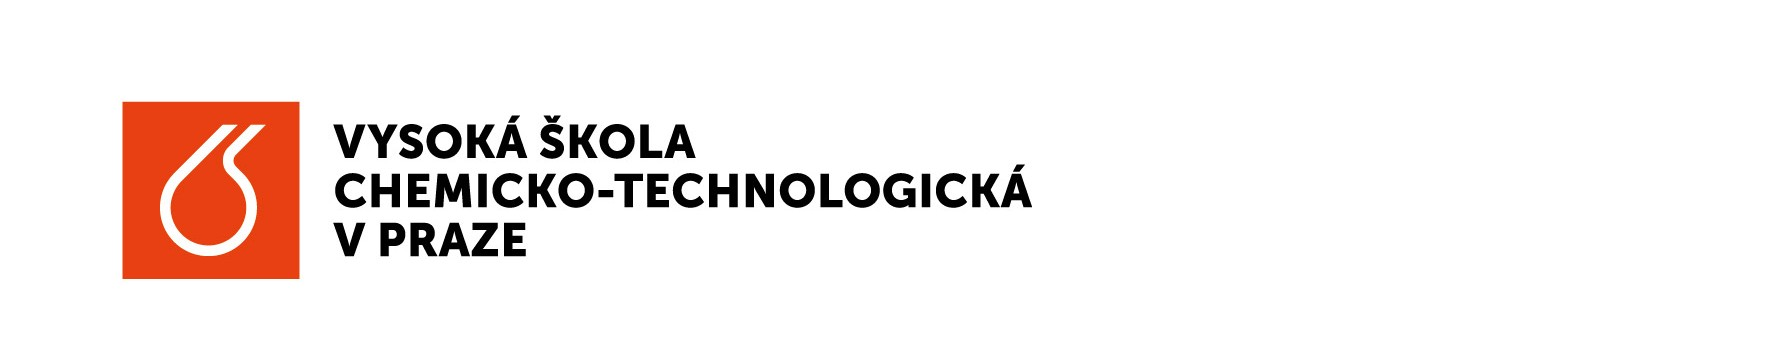 VYSOKÁ ŠKOLA
CHEMICKO-TECHNOLOGICKÁ
V PRAZE